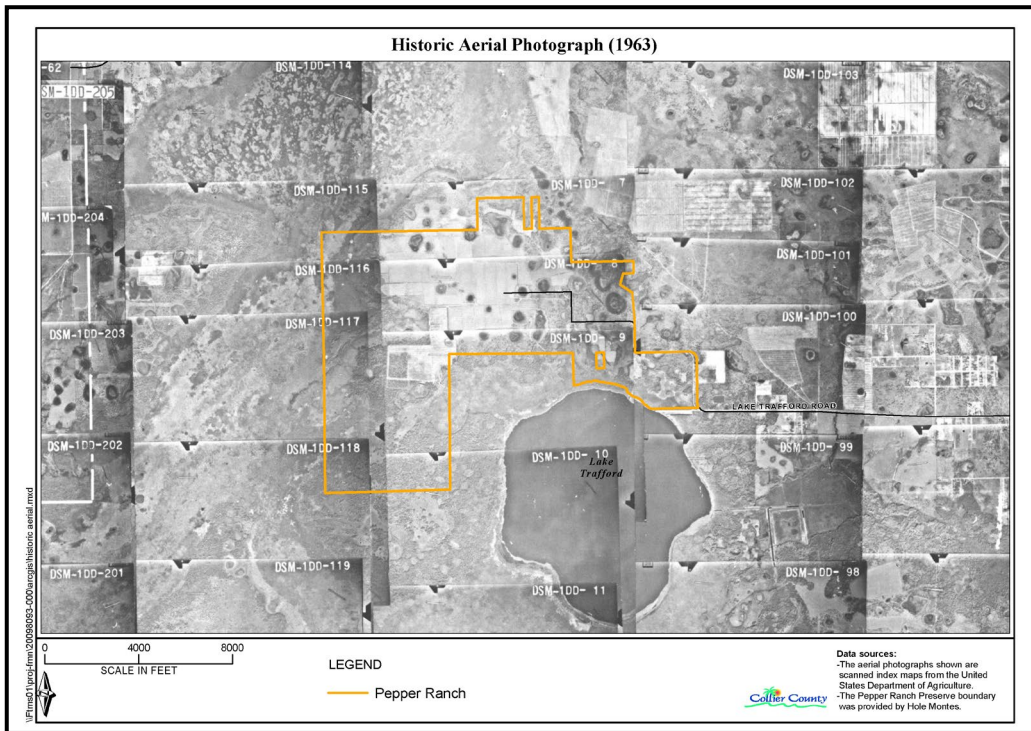 Historic Aerial Photograph (1963)
-62
SM-1DD-205
DSM-1DD-114
DSM-1DD-103
DSM-1DD-115
DSM-1DD- 7
DSM-1DD-102
M-1DD-204
DSM-1DD-116
DSM-1DD- 8
DSM-1DD-101
DSM-1DD-203
DSM-1DD-117
DSM-1DD- 9
DSM-1DD-100
LAKE TRAFFORD ROAD
DSM-1DD-202
DSM-1DD-118
DSM-1DD- 10
Lake
Trafford
DSM-1DD- 99
DSM-1DD-201
DSM-1DD-119
DSM-1DD- 11
DSM-1DD- 98
0 4000 8000
SCALE IN FEET
LEGEND
Pepper Ranch
Collier County
Data sources:
-The aerial photographs shown are
scanned index maps from the United
States Department of Agriculture.
-The Pepper Ranch Preserve boundary
was provided by Hole Montes.
\\Ftms01\proj-fmn\20098093-000\arcgis\historic aerial.mxd